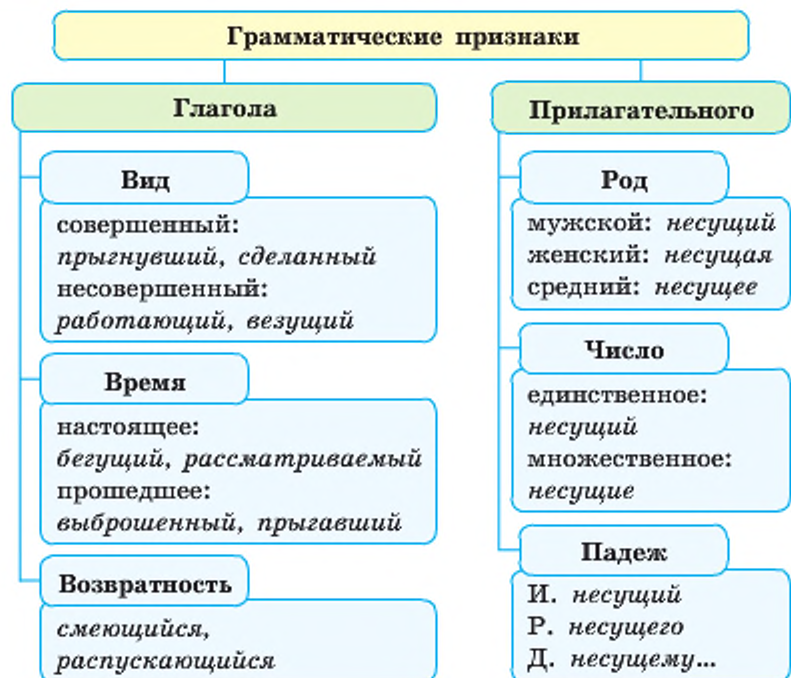 Грамматические признаки
Глагола
Вид
совершенный:
прыгнувший, сделанный
несовершенный:
работающий, везущий
Время
настоящее:
бегущий, рассматриваемый
прошедшее:
выброшенный, прыгавший
Возвратность
смеющийся,
распускающийся
Прилагательного
Род
мужской: несущий
женский: несущая
средний: несущее
Число
единственное:
несущий
множественное:
несущие
Падеж
И. несущий
Р. несущего
Д. несущему...